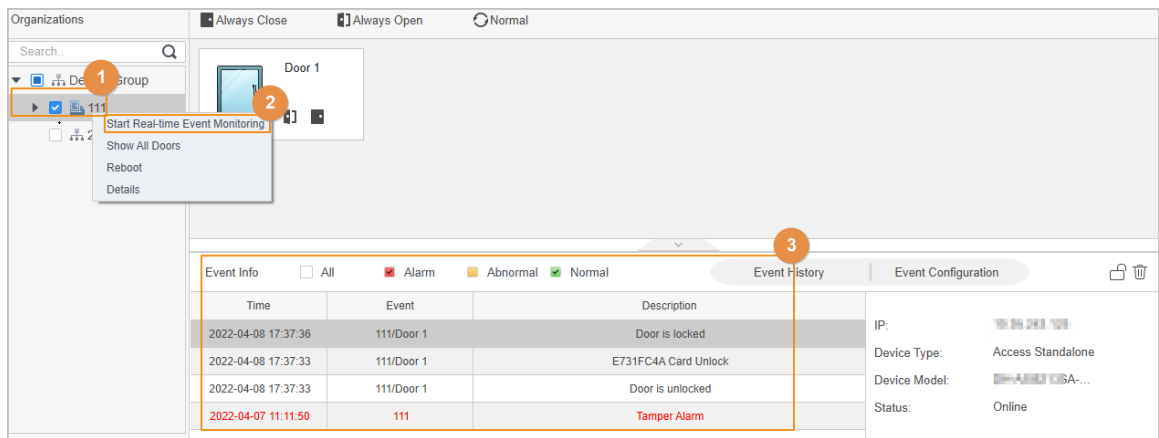 Organizations
Always Close
Always Open
Normal
Search..
Door 1
1
Group
111
2
Start Real-time Event Monitoring
Show All Doors
Reboot
Details
3
Event Info
All
Alarm
Abnormal
Normal
Event History
Event Configuration
Time Event Description
2022-04-08 17:37:36 111/Door 1 Door is locked
2022-04-08 17:37:33 111/Door 1 E731FC4A Card Unlock
2022-04-08 17:37:33 111/Door 1 Door is unlocked
2022-04-07 11:11:50 111 Tamper Alarm
IP:
Device Type: Access Standalone
Device Model: SA-...
Status: Online